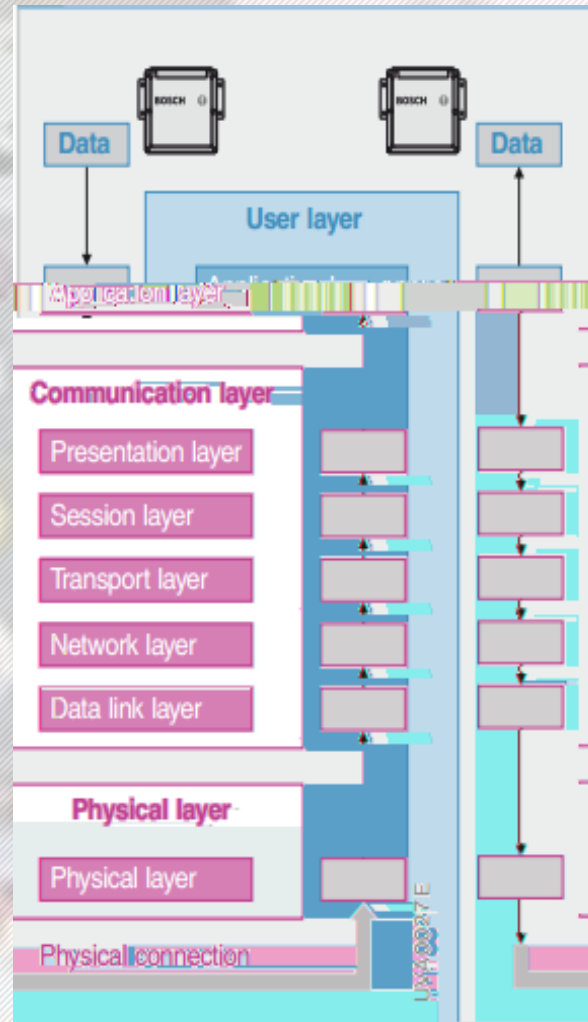 BOSCH
BOSCH
Data
Data
User layer
Application layer
Communication layer
Presentation layer
Session layer
Transport layer
Network layer
Data link layer
Physical layer
Physical layer
Physical connection